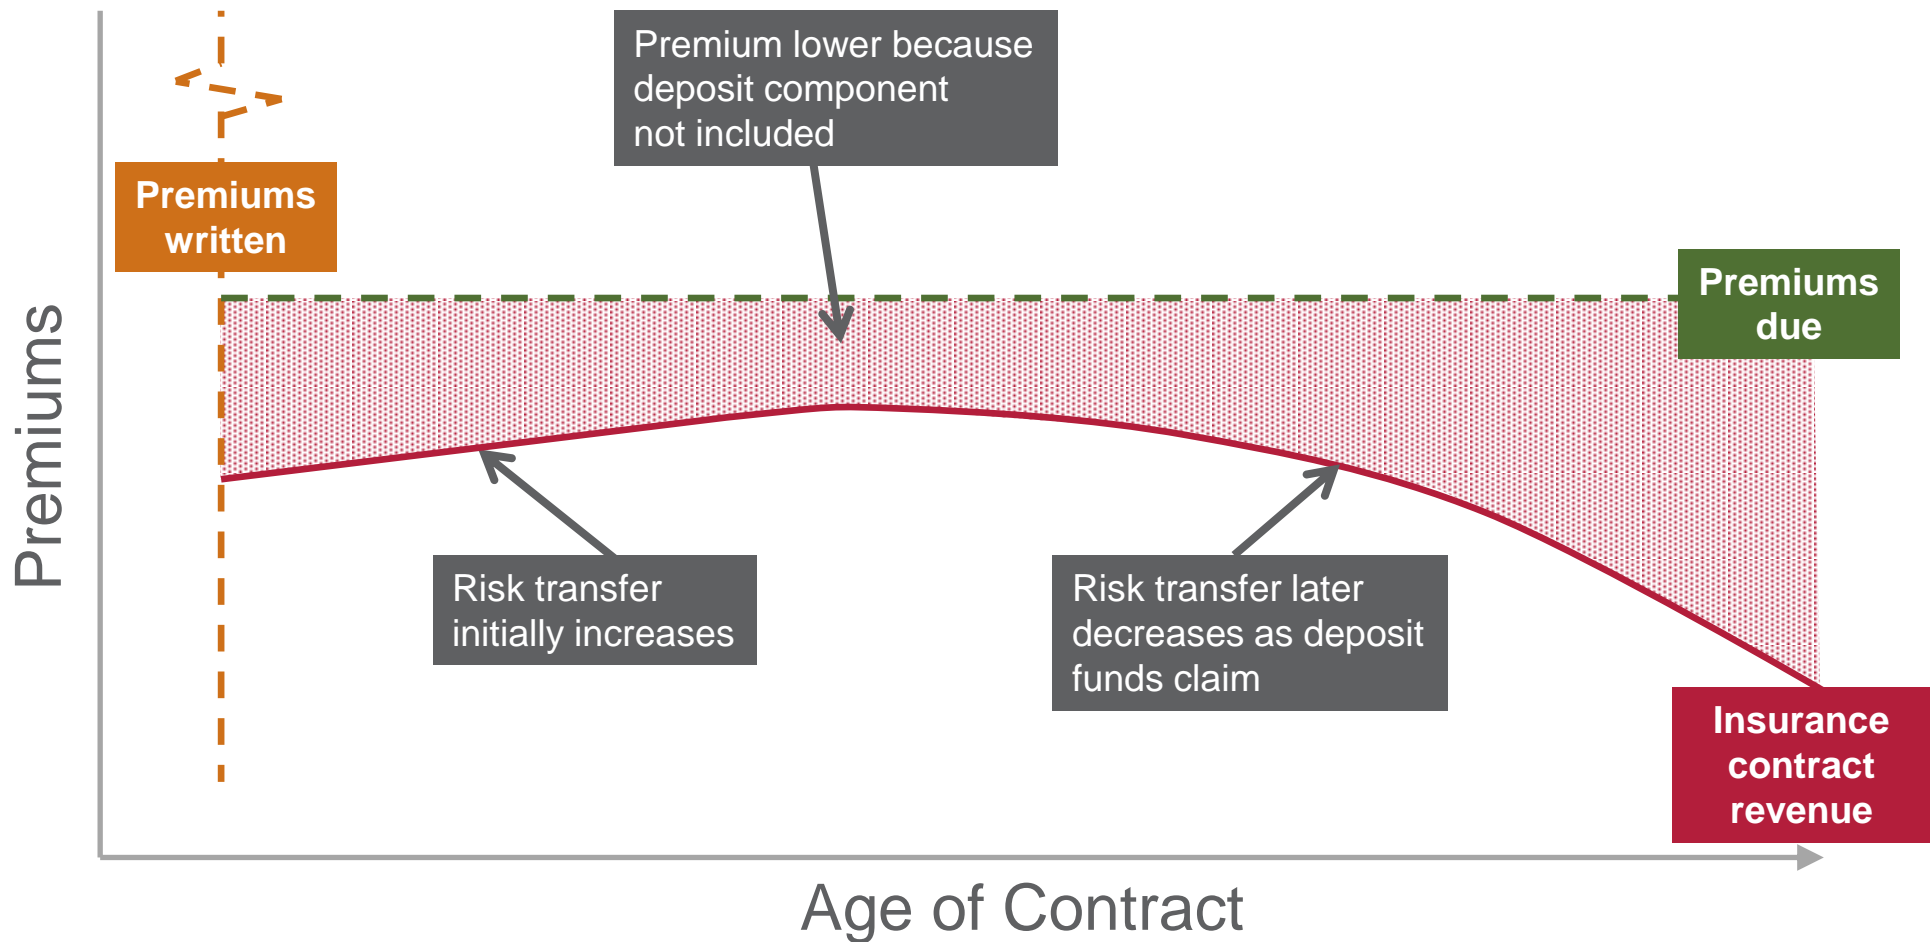 Premium lower because
deposit component
not included
Premiums
written
Premiums
due
Premiums
Risk transfer
initially increases
Risk transfer later
decreases as deposit
funds claim
Insurance
contract
revenue
Age of Contract